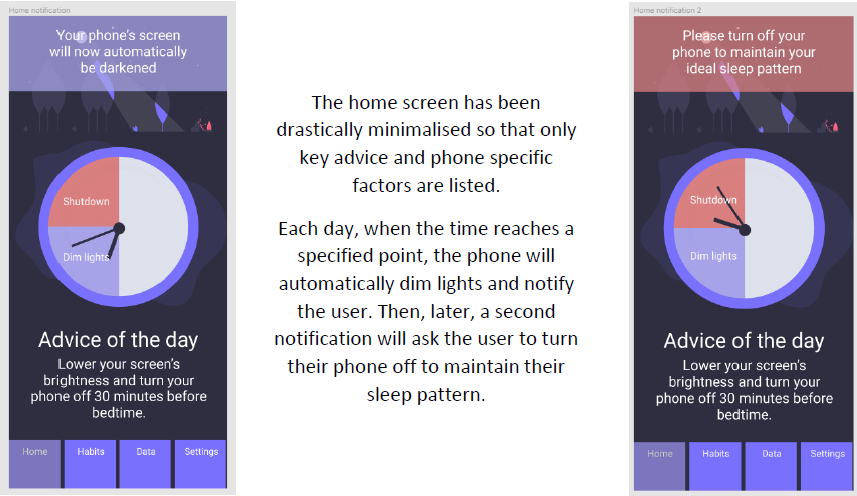 Home notification
Your phone's screen
will now automatically
be darkened
Shutdown
Dim lights
Advice of the day
Lower your screen's
brightness and turn your
phone off 30 minutes before
bedtime.
Home
Habits
Data
Settings
The home screen has been
drastically minimalised so that only
key advice and phone specific
factors are listed.
Each day, when the time reaches a
specified point, the phone will
automatically dim lights and notify
the user. Then, later, a second
notification will ask the user to turn
their phone off to maintain their
sleep pattern.
Home notification 2
Please turn off your
phone to maintain your
ideal sleep pattern
Shutdown
Dim lights
Advice of the day
Lower your screen's
brightness and turn your
phone off 30 minutes before
bedtime.
Home
Habits
Data
Settings